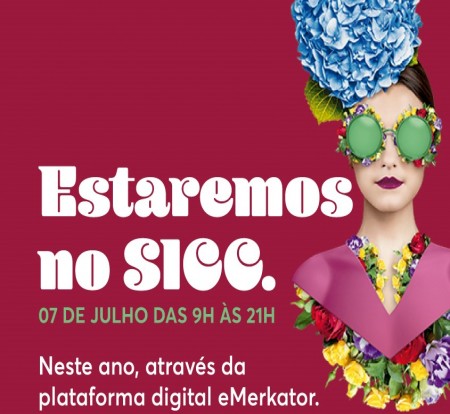 Estaremos
no SICC.
07 DE JULHO DAS 9H ÀS 21H
Neste ano, através da
plataforma digital eMerkator.